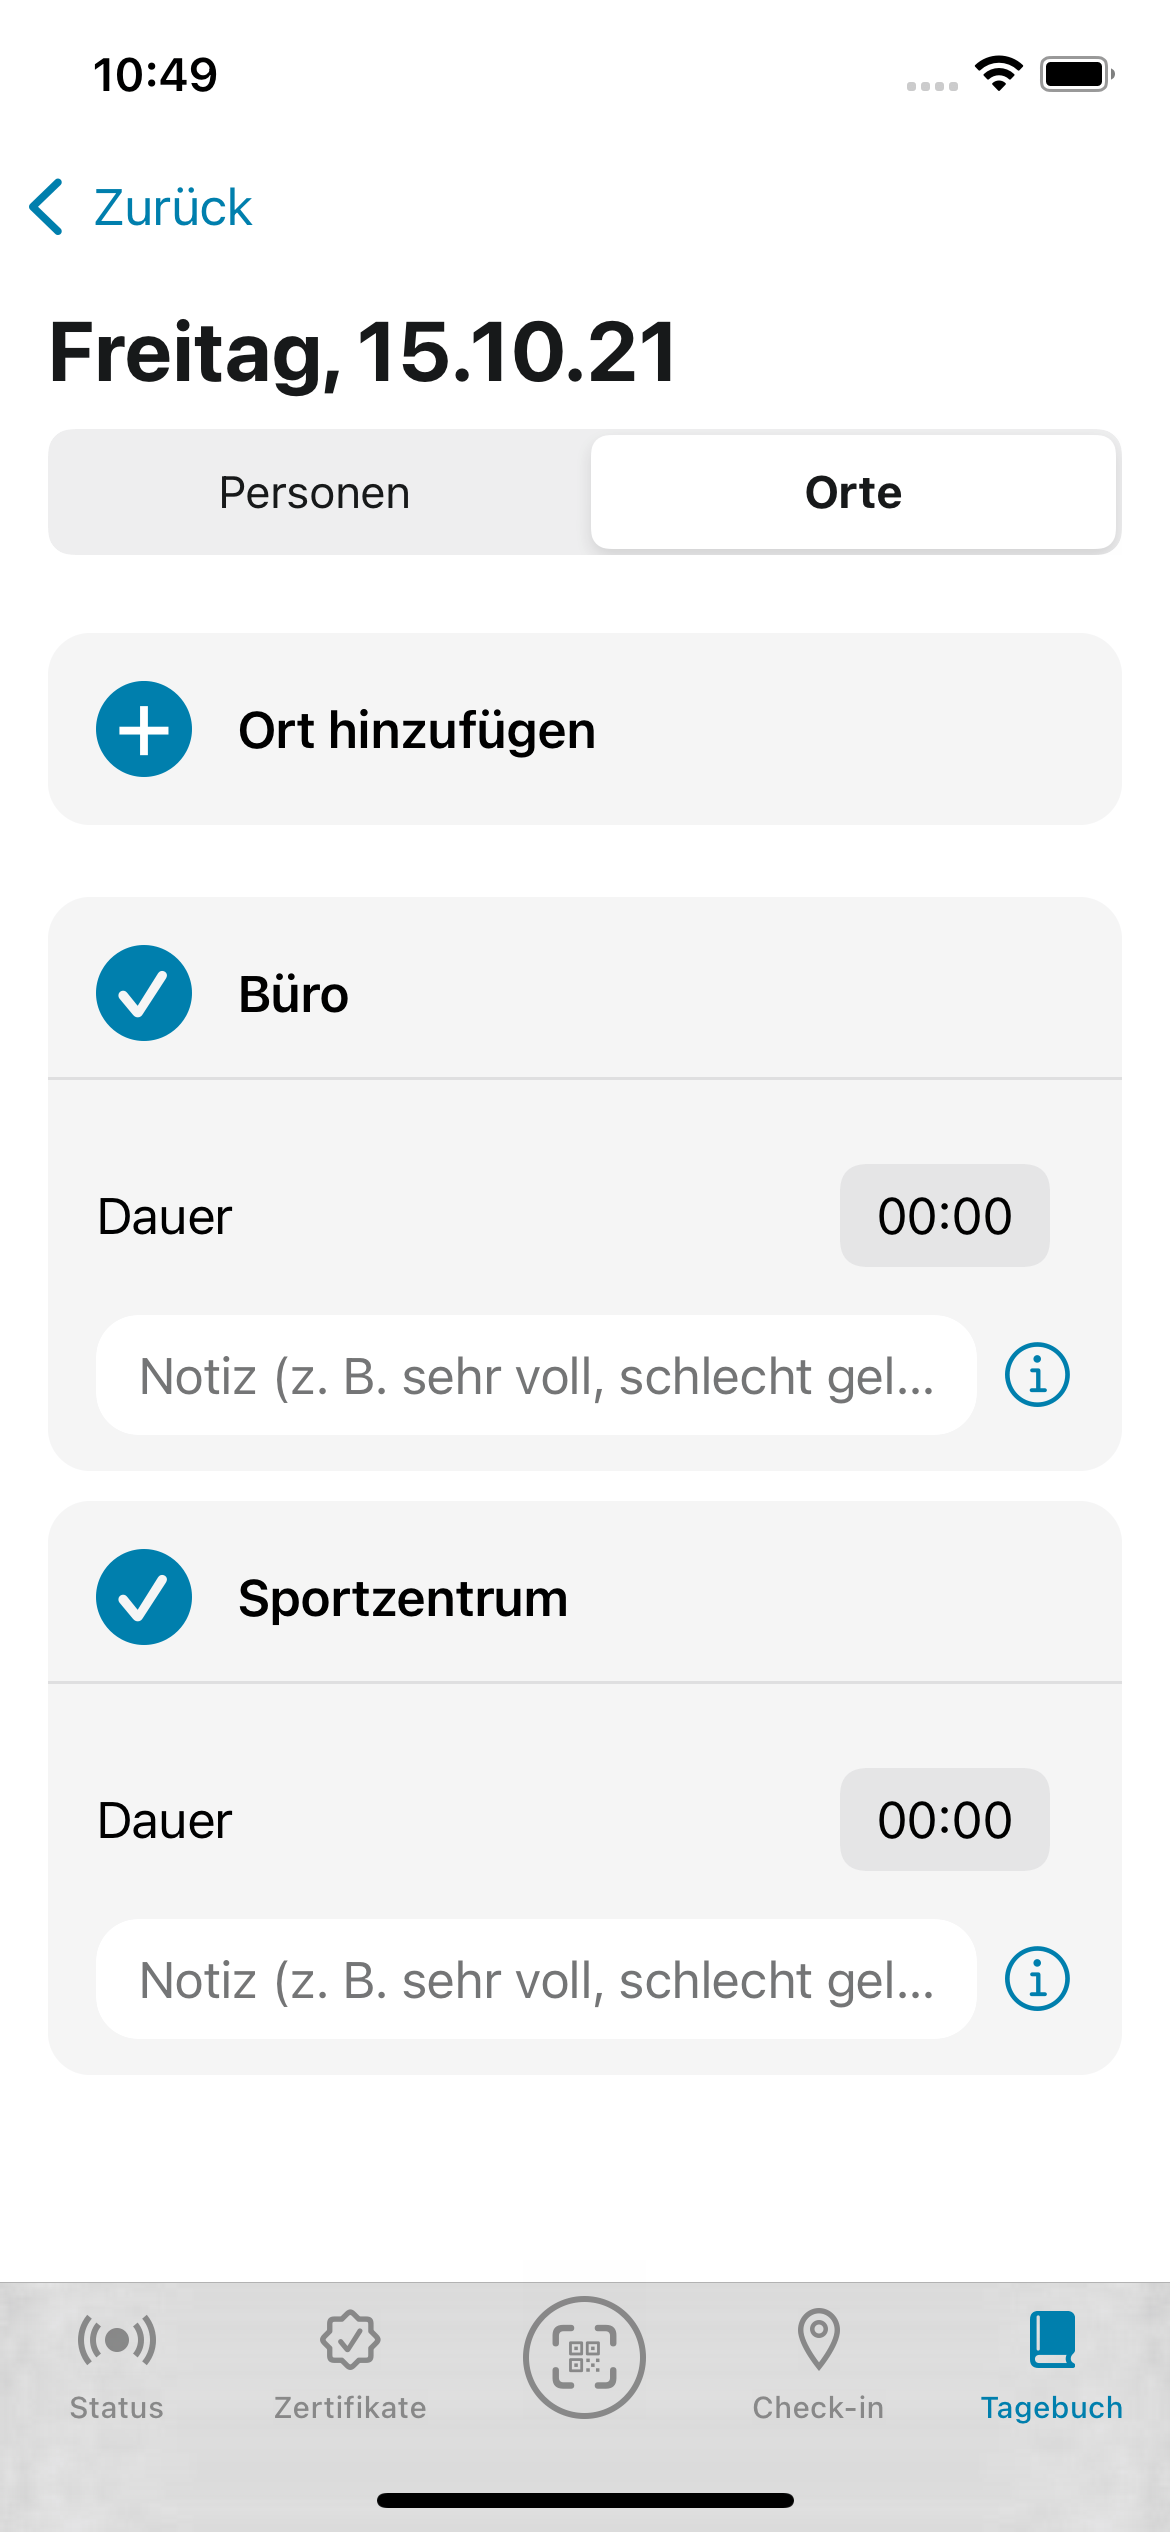 10:49
Zurück
Freitag, 15.10.21
Personen
Orte
Ort hinzufügen
Büro
Dauer
00:00
Notiz (z. B. sehr voll, schlecht gel...
Sportzentrum
Dauer
00:00
Notiz (z. B. sehr voll, schlecht gel...
Status
Zertifikate
Check-in
Tagebuch